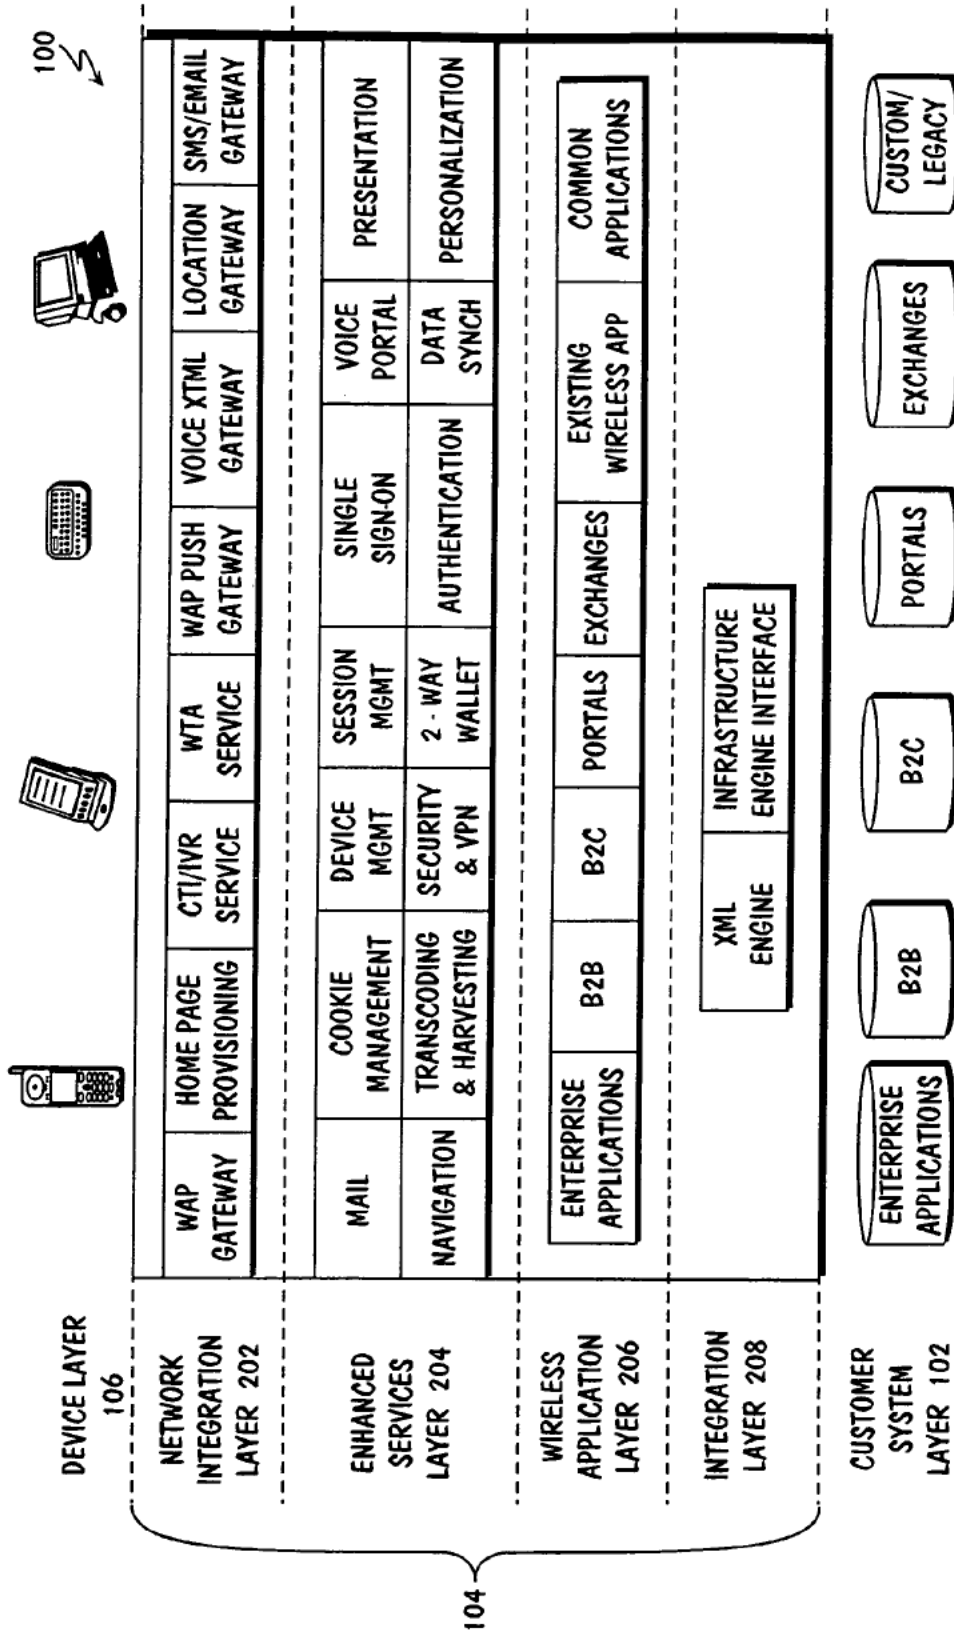 100
DEVICE LAYER
106
NETWORK
INTEGRATION
LAYER 202
WAP
GATEWAY
HOME PAGE
PROVISIONING
CTI/IVR
SERVICE
WTA
SERVICE
WAP PUSH
GATEWAY
VOICE XTML
GATEWAY
LOCATION
GATEWAY
SMS/EMAIL
GATEWAY
ENHANCED
SERVICES
LAYER 204
MAIL
COOKIE
MANAGEMENT
DEVICE
MGMT
SESSION
MGMT
SINGLE
SIGN-ON
VOICE
PORTAL
PRESENTATION
NAVIGATION
TRANSCODING
& HARVESTING
SECURITY
& VPN
2 - WAY
WALLET
AUTHENTICATION
DATA
SYNCH
PERSONALIZATION
WIRELESS
APPLICATION
LAYER 206
ENTERPRISE
APPLICATIONS
B2B
B2C
PORTALS
EXCHANGES
EXISTING
WIRELESS APP
COMMON
APPLICATIONS
INTEGRATION
LAYER 208
XML
ENGINE
INFRASTRUCTURE
ENGINE INTERFACE
104
CUSTOMER
SYSTEM
LAYER 102
ENTERPRISE
APPLICATIONS
B2B
B2C
PORTALS
EXCHANGES
CUSTOM/
LEGACY